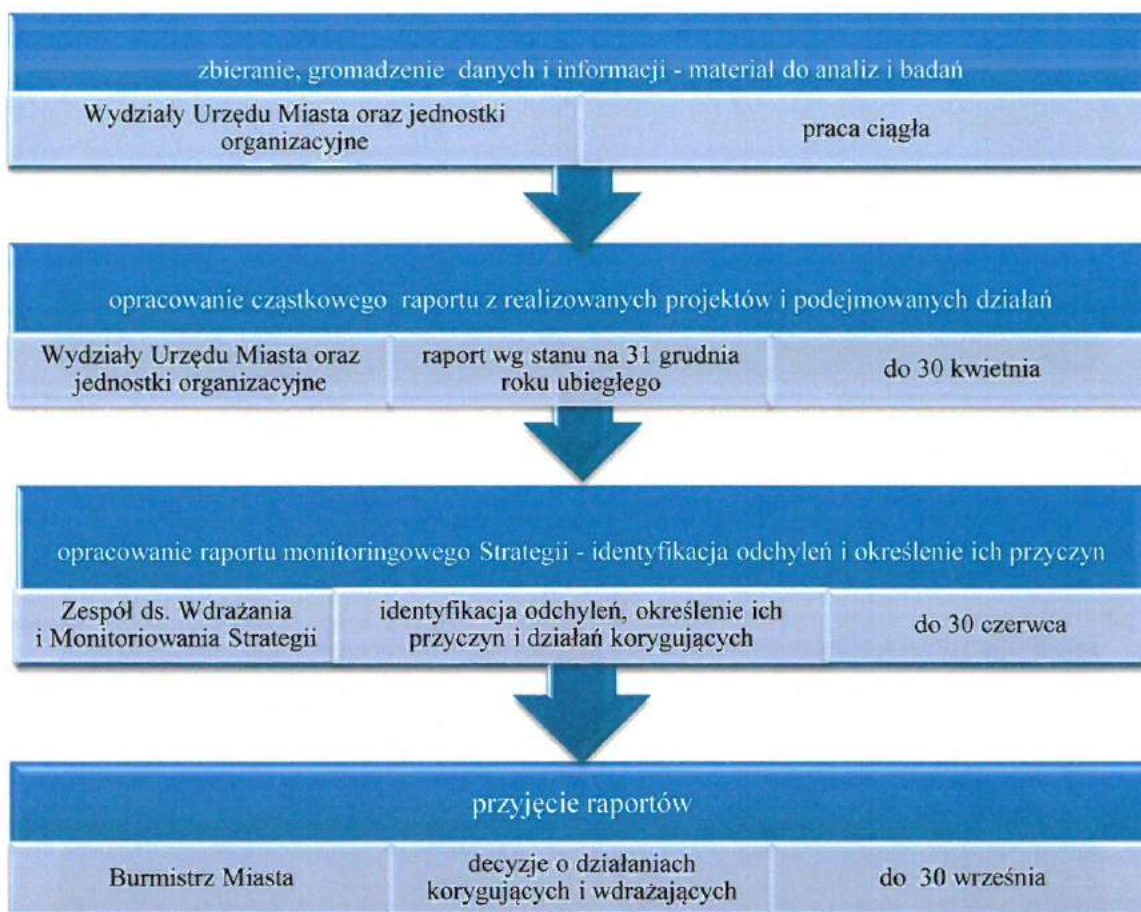 zbieranie, gromadzenie danych i informacji - materiał do analiz i badań
Wydziały Urzędu Miasta oraz jednostki
organizacyjne
praca ciągła
opracowanie cząstkowego raportu z realizowanych projektów i podejmowanych działań
Wydziały Urzędu Miasta oraz
jednostki organizacyjne
raport wg stanu na 31 grudnia
roku ubiegłego
do 30 kwietnia
opracowanie raportu monitoringowego Strategii - identyfikacja odchyleń i określenie ich przyczyn
Zespół ds. Wdrażania
i Monitoriowania Strategii
identyfikacja odchyleń, określenie ich
przyczyn i działań korygujących
do 30 czerwca
przyjęcie raportów
Burmistrz Miasta
decyzje o działaniach
korygujących i wdrażających
do 30 września